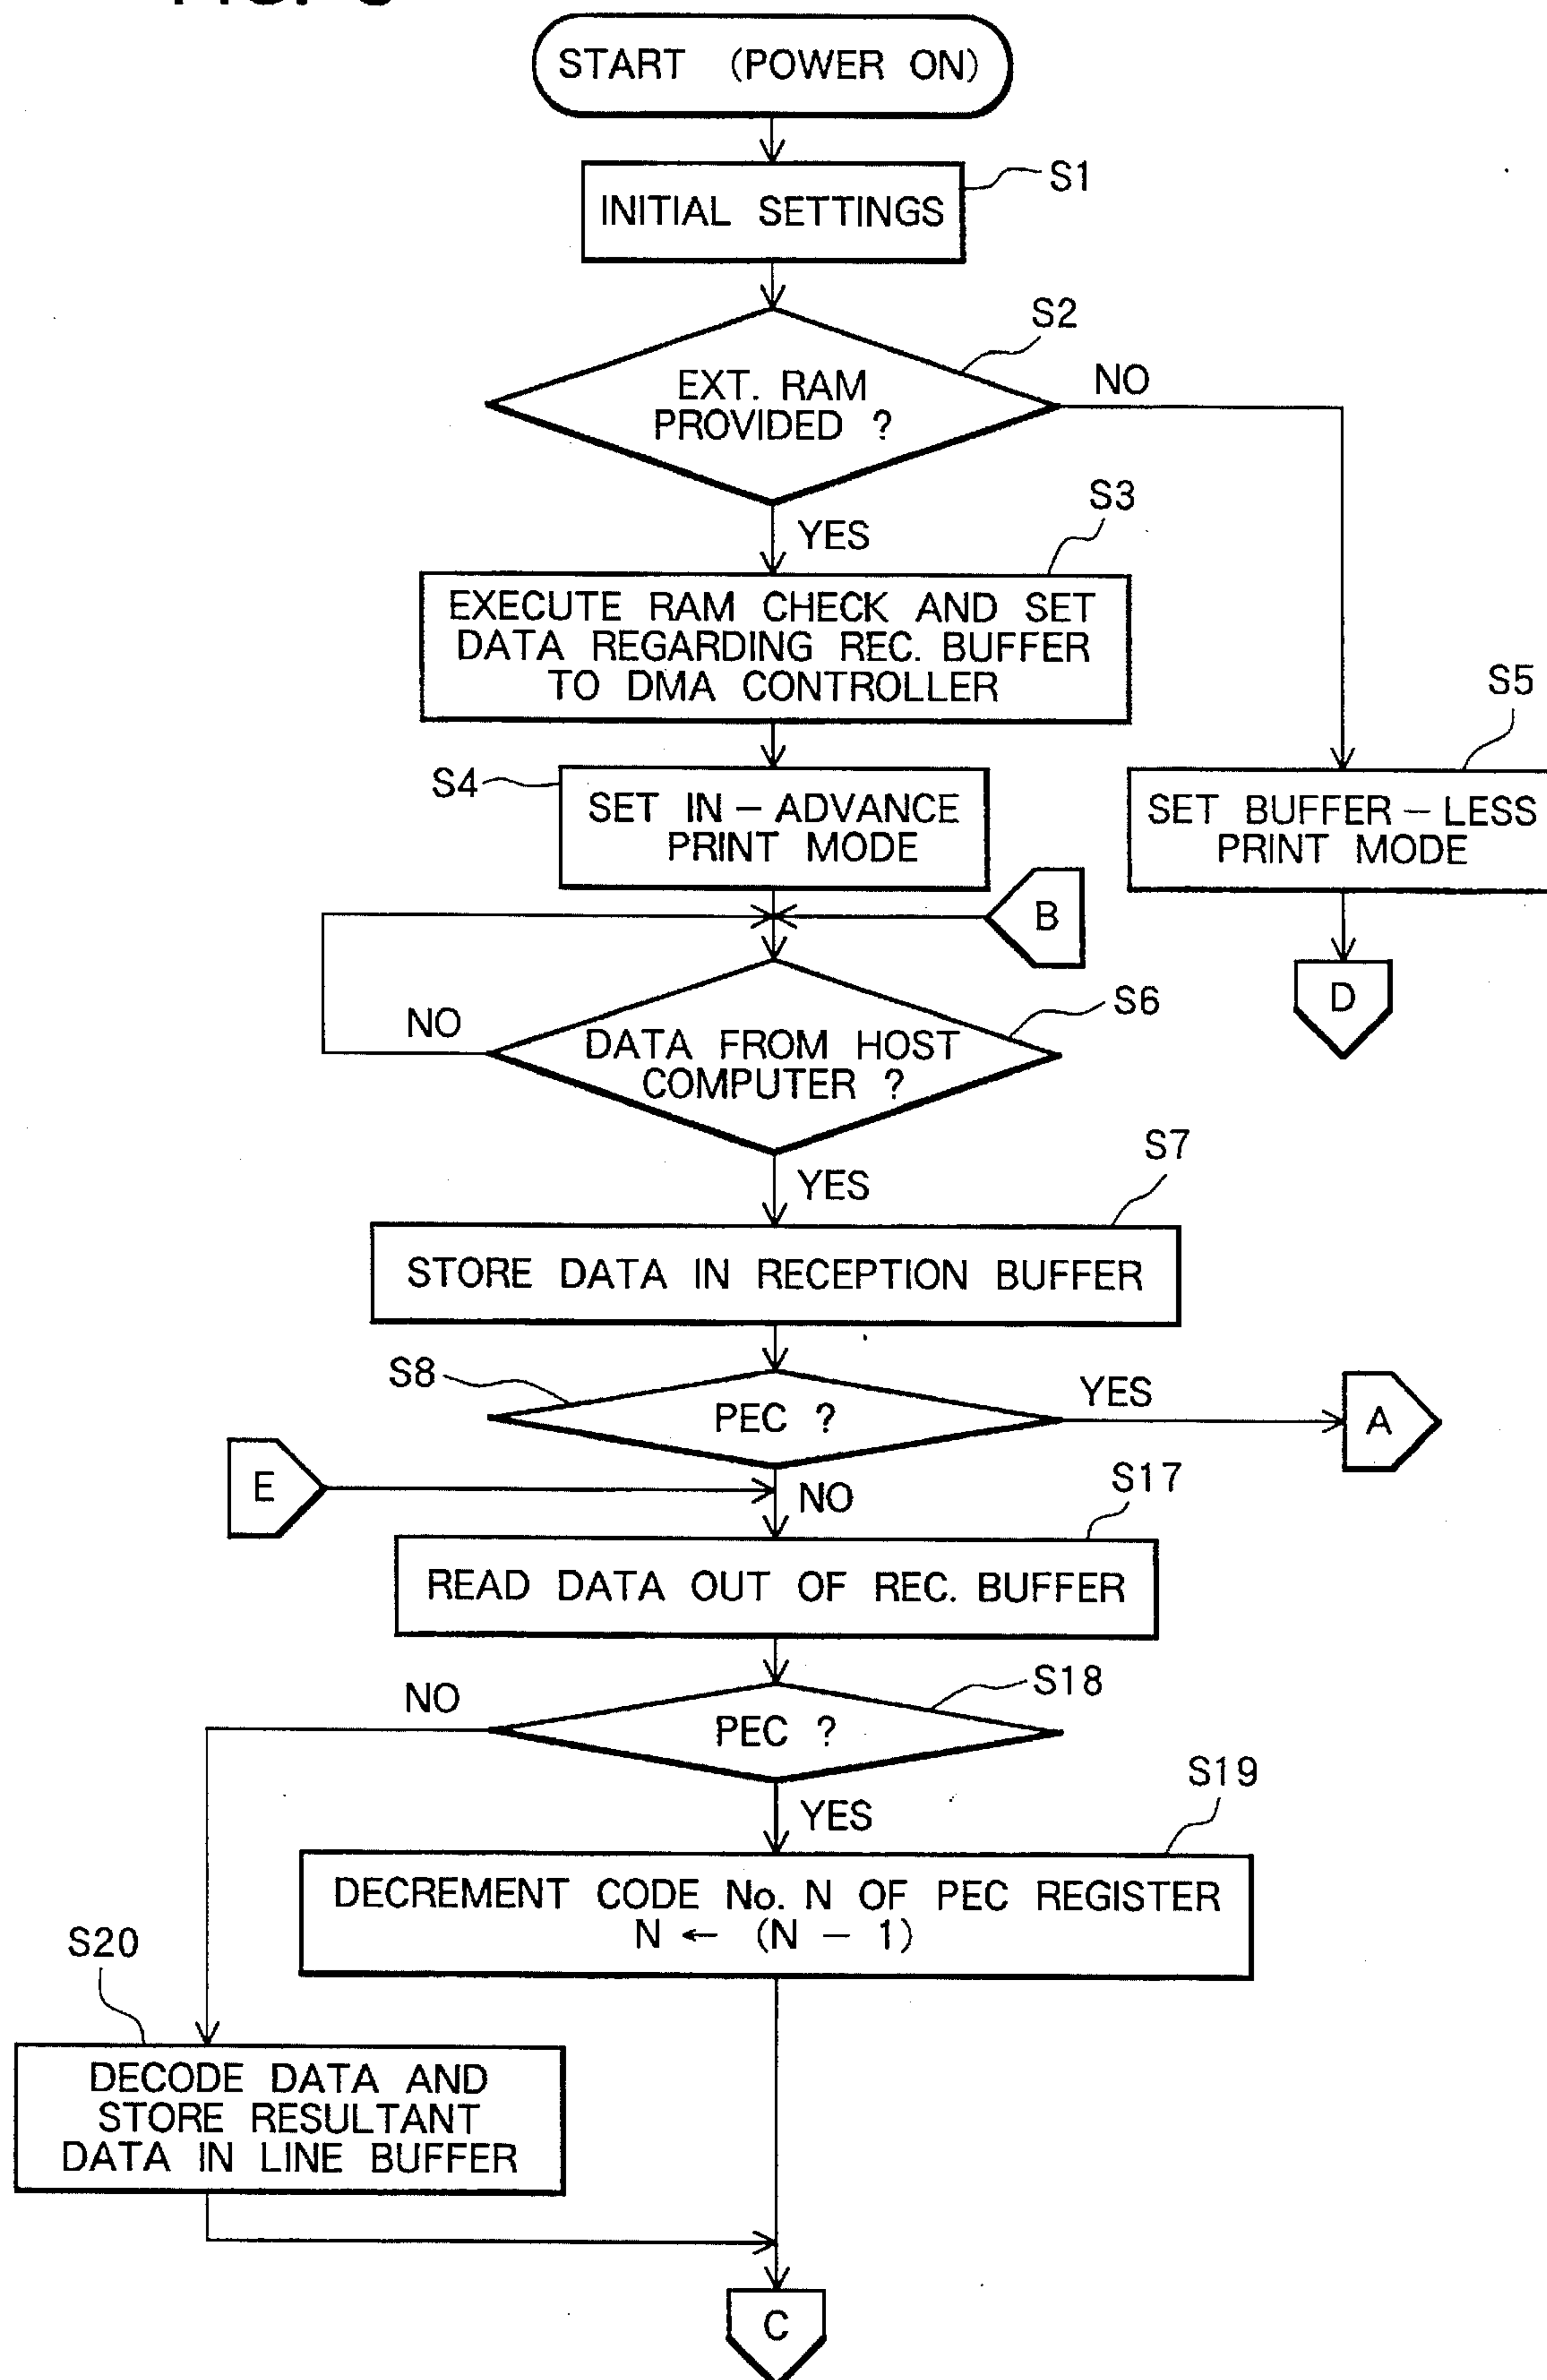 START (POWER ON)
S1
INITIAL SETTINGS
S2
EXT. RAM
PROVIDED ?
NO
YES
S3
EXECUTE RAM CHECK AND SET
DATA REGARDING REC. BUFFER
TO DMA CONTROLLER
S4
SET IN – ADVANCE
PRINT MODE
S5
SET BUFFER – LESS
PRINT MODE
B
D
S6
NO
DATA FROM HOST
COMPUTER ?
YES
S7
STORE DATA IN RECEPTION BUFFER
S8
PEC ?
YES
A
E
NO
S17
READ DATA OUT OF REC. BUFFER
S18
NO
PEC ?
YES
S19
DECREMENT CODE No. N OF PEC REGISTER
N ← (N – 1)
S20
DECODE DATA AND
STORE RESULTANT
DATA IN LINE BUFFER
C